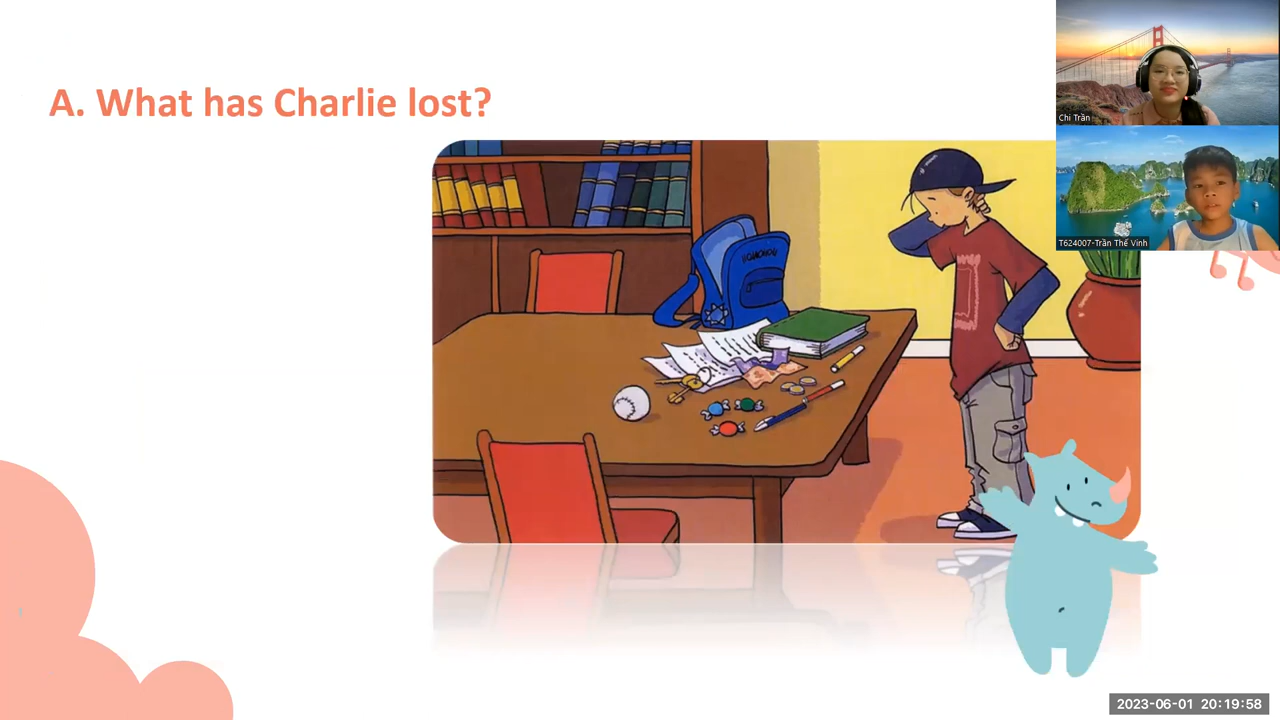 A. What has Charlie lost?
Chi Trần
T624007-Trần Thế Vinh
2023-06-01 20:19:58